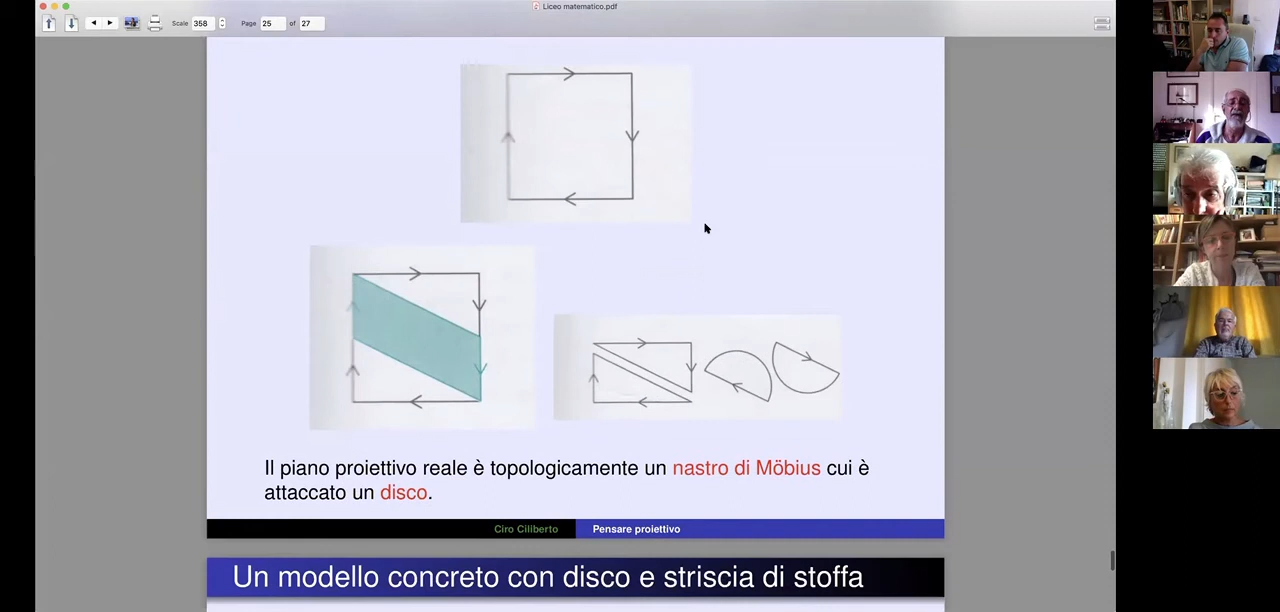 Liceo matematico.pdf
Scale 358 Page 25 of 27
Il piano proiettivo reale è topologicamente un nastro di Möbius cui è
attaccato un disco.
Ciro Ciliberto Pensare proiettivo
Un modello concreto con disco e striscia di stoffa